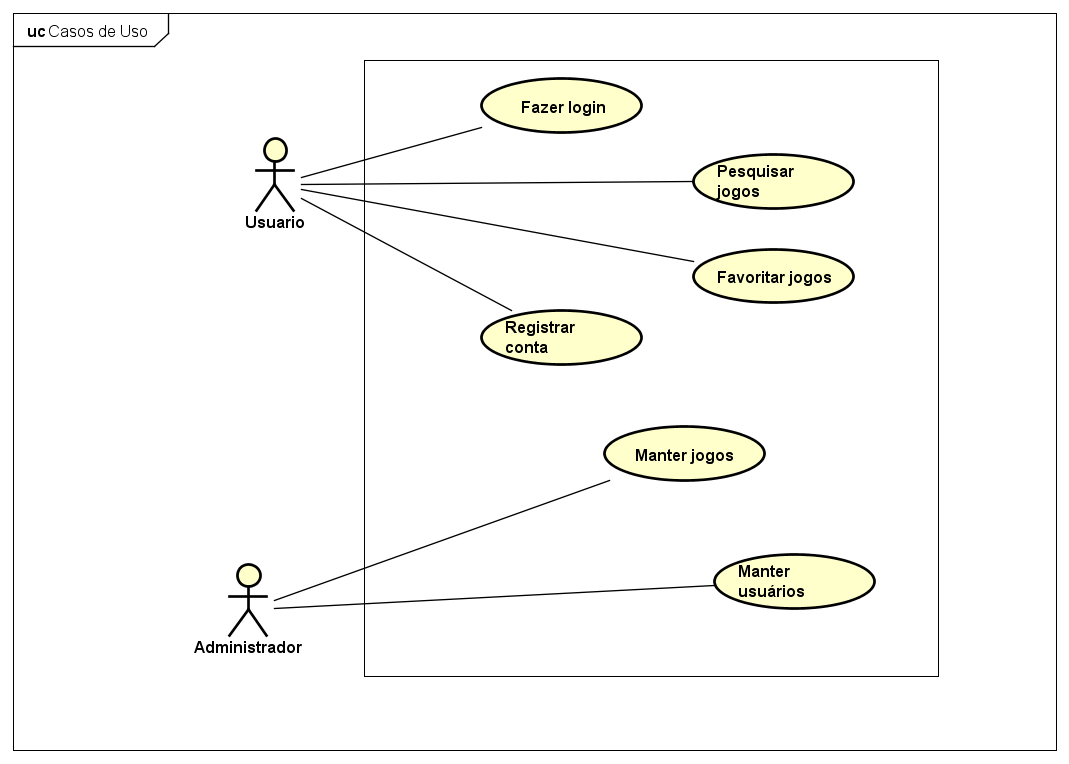 uc Casos de Uso
Fazer login
Pesquisar
jogos
Usuario
Favoritar jogos
Registrar
conta
Manter jogos
Manter
usuários
Administrador